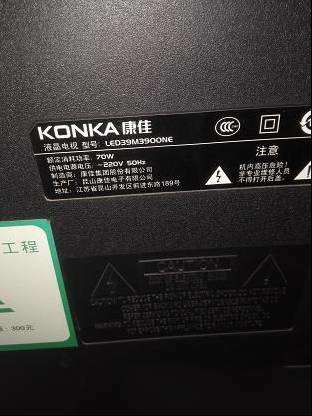 KONKA康佳
液晶电视 型号: LED39M3900NE
额定消耗功率: 70W
供电电源电压: ~220V 50Hz
制造商: 康佳集团股份有限公司
生产厂: 昆山康佳电子有限公司
地址: 江苏省昆山开发区前进东路189号
CCC
注意
机内高压危险!
非专业维修人员
不得打开后盖。
工程
300元